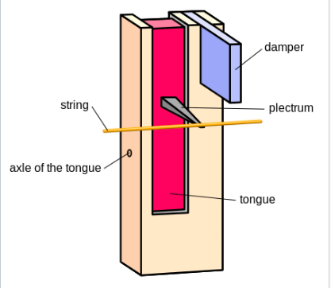 damper
string
plectrum
axle of the tongue
tongue